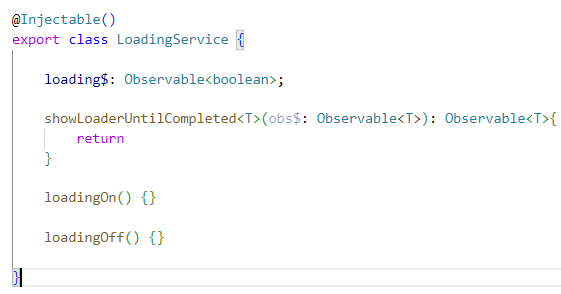 @Injectable()
export class LoadingService {
loading$: Observable<boolean>;
showLoaderUntilCompleted<T>(obs$: Observable<T>): Observable<T>{
return
}
loadingOn() {}
loadingOff() {}
}